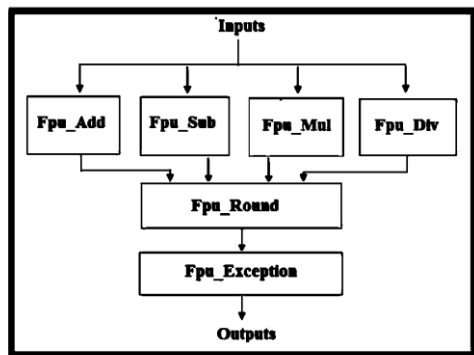 Inputs
Fpu_Add
Fpu_Sub
Fpu_Mul
Fpu_Div
Fpu_Round
Fpu_Exception
Outputs